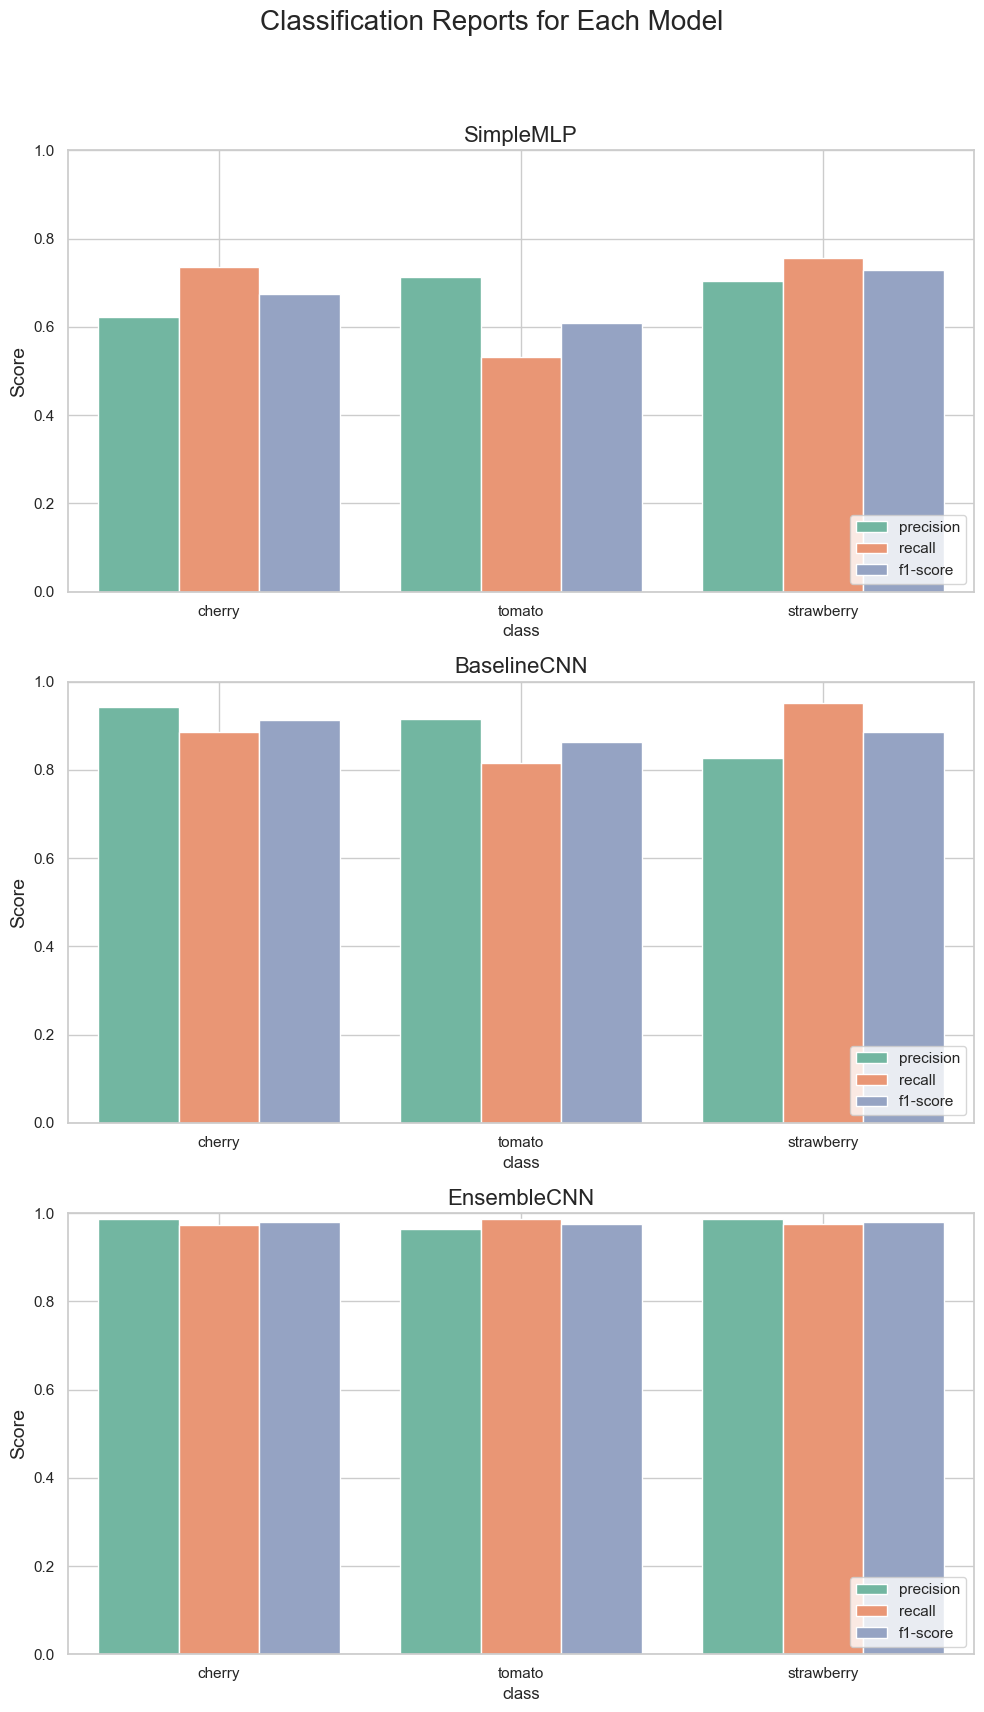 Classification Reports for Each Model
SimpleMLP
1.0
0.8
0.6
0.4
0.2
0.0
Score
precision
recall
f1-score
cherry
tomato
strawberry
class
BaselineCNN
1.0
0.8
0.6
0.4
0.2
0.0
Score
precision
recall
f1-score
cherry
tomato
strawberry
class
EnsembleCNN
1.0
0.8
0.6
0.4
0.2
0.0
Score
precision
recall
f1-score
cherry
tomato
strawberry
class